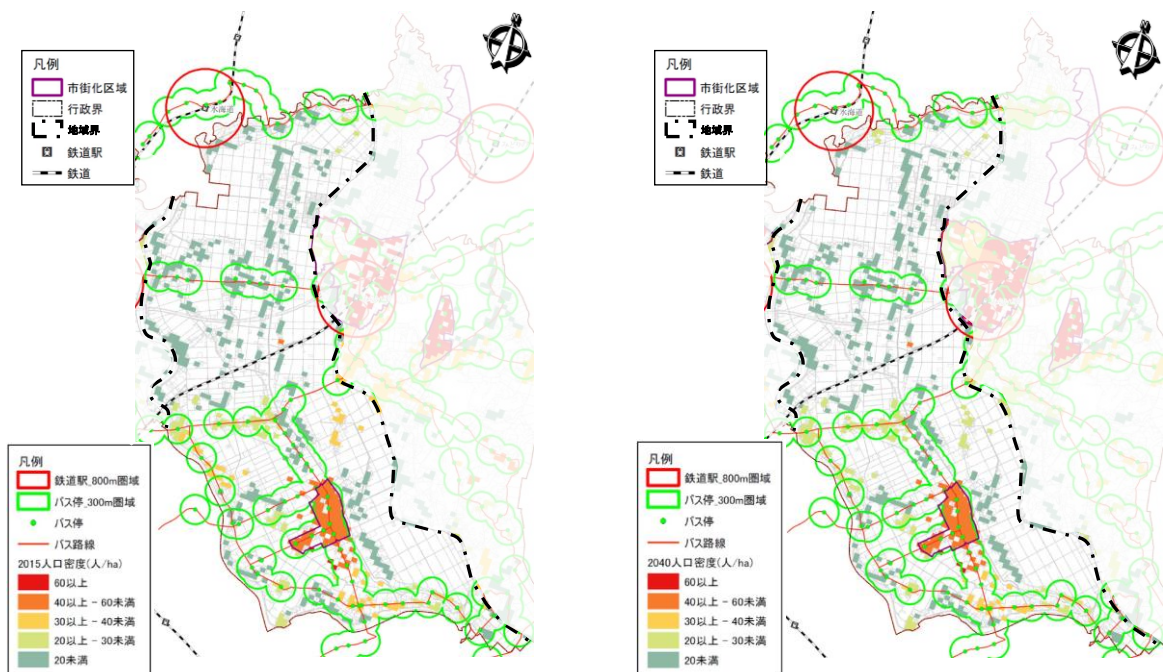 凡例
市街化区域
行政界
地域界
鉄道駅
鉄道
水海道
凡例
鉄道駅_800m圏域
バス停_300m圏域
バス停
バス路線
2015人口密度(人/ha)
60以上
40以上 - 60未満
30以上 - 40未満
20以上 - 30未満
20未満
凡例
市街化区域
行政界
地域界
鉄道駅
鉄道
水海道
凡例
鉄道駅_800m圏域
バス停_300m圏域
バス停
バス路線
2040人口密度(人/ha)
60以上
40以上 - 60未満
30以上 - 40未満
20以上 - 30未満
20未満